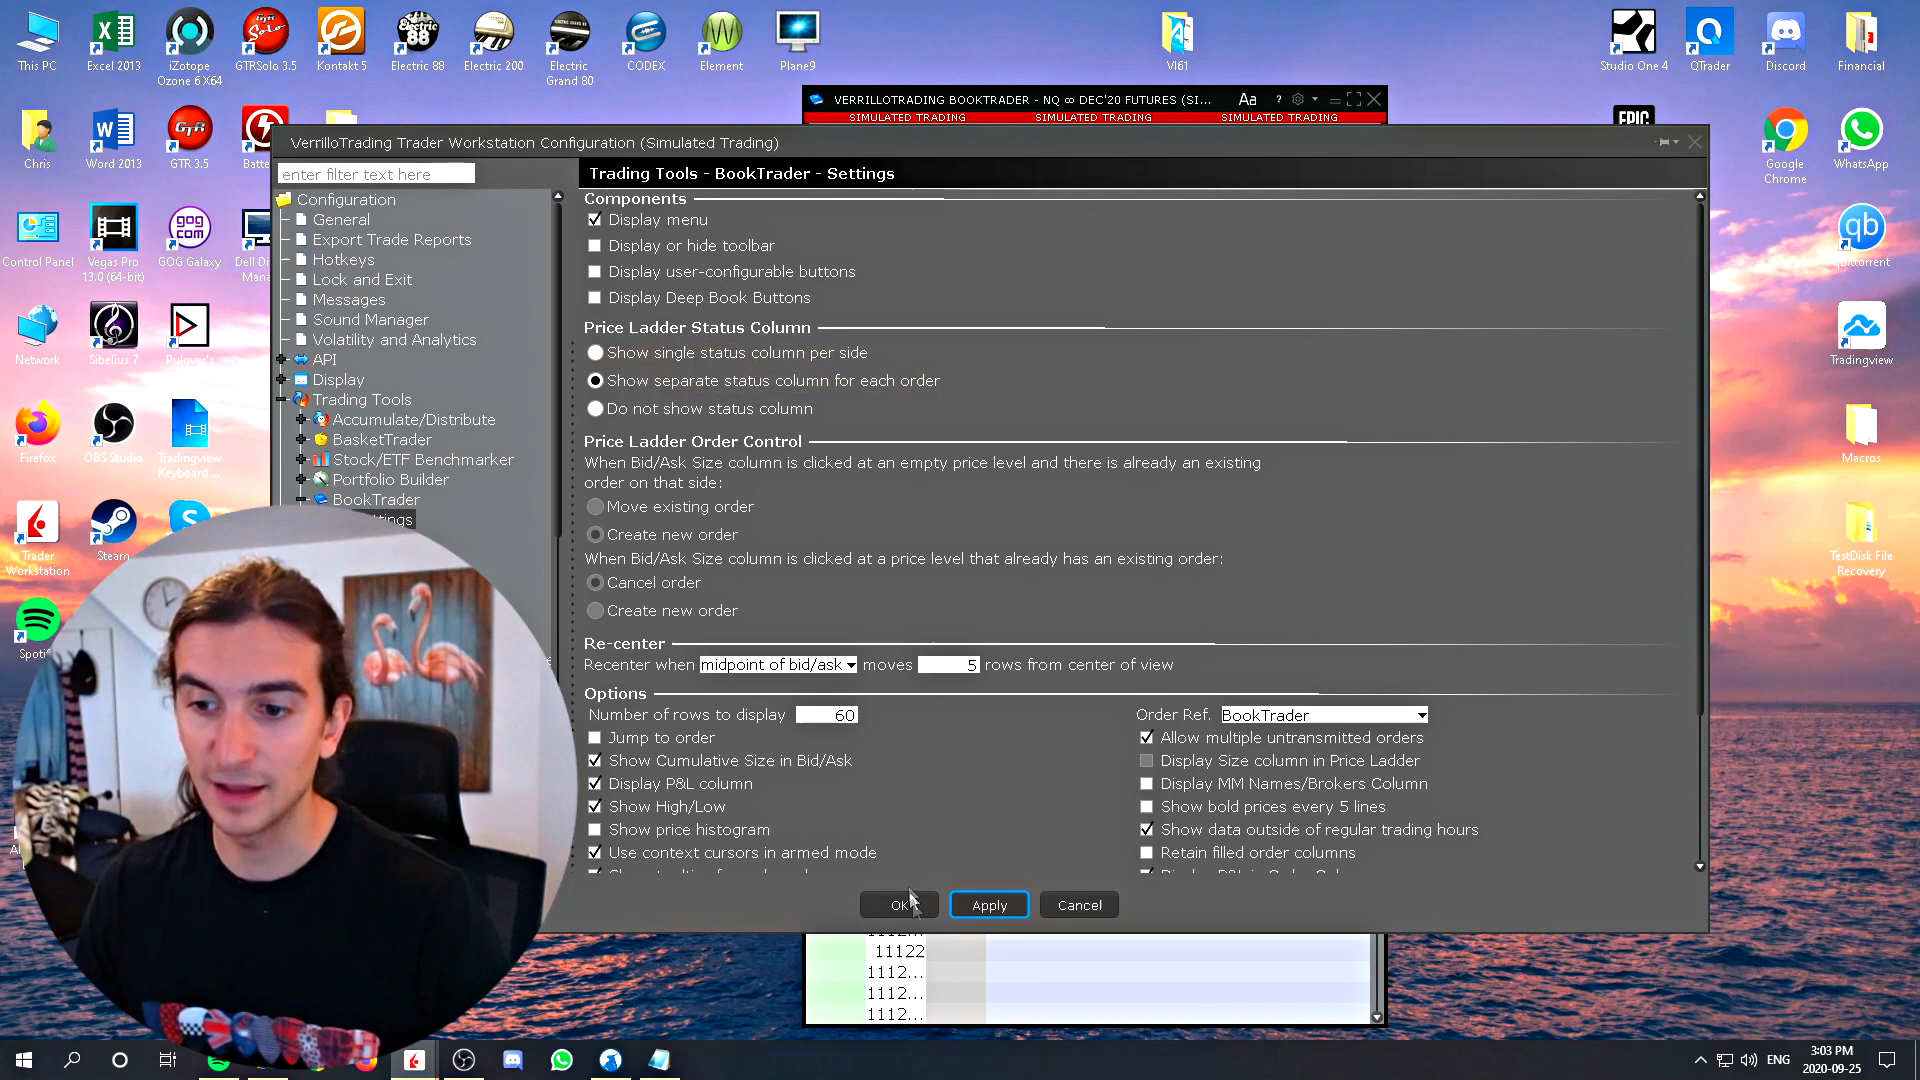 This PC
Excel 2013
iZotope
Ozone 6 X64
GTRSolo 3.5
Kontakt 5
Electric 88
Electric 200
Electric
Grand 80
CODEX
Element
Plane9
VI61
Studio One 4
QTrader
Discord
Financial
VERRILLOTRADING BOOKTRADER - NQ ∞ DEC'20 FUTURES (SI...
Aa
?
SIMULATED TRADING
SIMULATED TRADING
SIMULATED TRADING
EPIC
Chris
Word 2013
GTR 3.5
Google
Chrome
WhatsApp
VerrilloTrading Trader Workstation Configuration (Simulated Trading)
enter filter text here
Trading Tools - BookTrader - Settings
Configuration
General
Export Trade Reports
Hotkeys
Lock and Exit
Messages
Sound Manager
Volatility and Analytics
API
Display
Trading Tools
Accumulate/Distribute
BasketTrader
Stock/ETF Benchmarker
Portfolio Builder
BookTrader
Components
Display menu
Display or hide toolbar
Display user-configurable buttons
Display Deep Book Buttons
Price Ladder Status Column
Show single status column per side
Show separate status column for each order
Do not show status column
Price Ladder Order Control
When Bid/Ask Size column is clicked at an empty price level and there is already an existing
order on that side:
Move existing order
Create new order
When Bid/Ask Size column is clicked at a price level that already has an existing order:
Cancel order
Create new order
Re-center
Recenter when midpoint of bid/ask moves 5 rows from center of view
Options
Number of rows to display 60
Order Ref. BookTrader
Jump to order
Allow multiple untransmitted orders
Show Cumulative Size in Bid/Ask
Display Size column in Price Ladder
Display P&L column
Display MM Names/Brokers Column
Show High/Low
Show bold prices every 5 lines
Show price histogram
Show data outside of regular trading hours
Use context cursors in armed mode
Retain filled order columns
OK
Apply
Cancel
11122
1112...
1112...
1112...
Control Panel
Vegas Pro
13.0 (64-bit)
GOG Galaxy
Network
Sibelius 7
Firefox
OBS Studio
Tradingview
Keyboard ...
Trader
Workstation
Steam
Tradingview
Macros
TestDisk File
Recovery
ENG
3:03 PM
2020-09-25